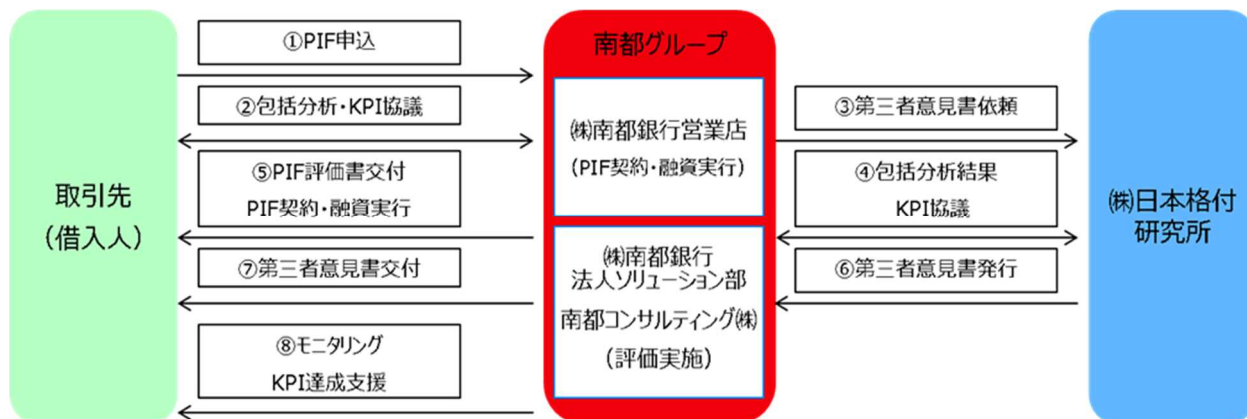 取引先
(借入人)
①PIF申込
②包括分析・KPI協議
⑤PIF評価書交付
PIF契約・融資実行
⑦第三者意見書交付
⑧モニタリング
KPI達成支援
南都グループ
㈱南都銀行営業店
(PIF契約・融資実行)
㈱南都銀行
法人ソリューション部
南都コンサルティング㈱
(評価実施)
③第三者意見書依頼
④包括分析結果
KPI協議
⑥第三者意見書発行
㈱日本格付
研究所